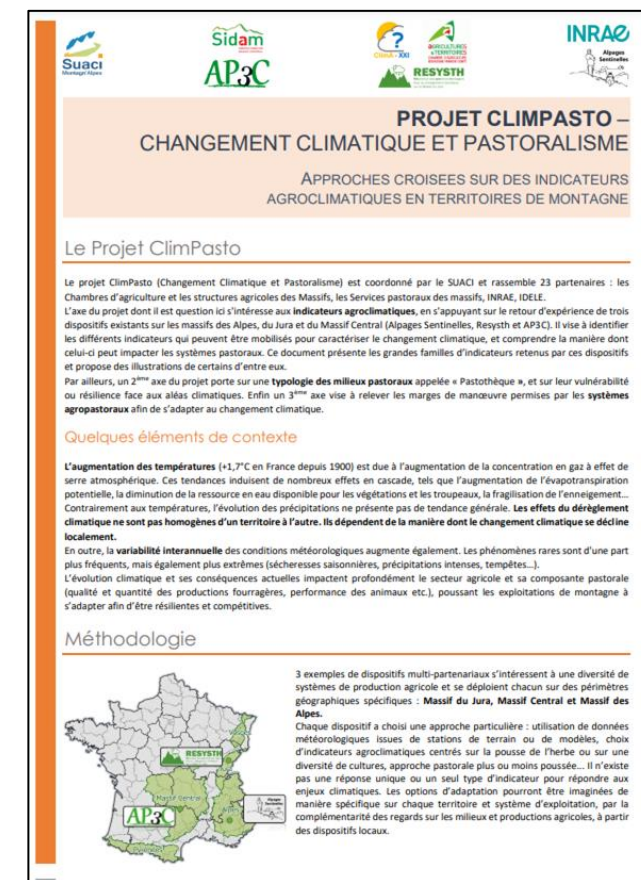 Suaci
Montagn'Alpes
Sidam
AP3C
?
ClimA - XXI
AGRICULTURES
& TERRITOIRES
RESYSTH
INRAE
Alpages
Sentinelles
PROJET CLIMPASTO –
CHANGEMENT CLIMATIQUE ET PASTORALISME
APPROCHES CROISEES SUR DES INDICATEURS
AGROCLIMATIQUES EN TERRITOIRES DE MONTAGNE
Le Projet ClimPasto
Le projet ClimPasto (Changement Climatique et Pastoralisme) est coordonné par le SUACI et rassemble 23 partenaires : les
Chambres d'agriculture et les structures agricoles des Massifs, les Services pastoraux des massifs, INRAE, IDELE.
L'axe du projet dont il est question ici s'intéresse aux indicateurs agroclimatiques, en s'appuyant sur le retour d'expérience de trois
dispositifs existants sur les massifs des Alpes, du Jura et du Massif Central (Alpages Sentinelles, Resysth et AP3C). Il vise à identifier
les différents indicateurs qui peuvent être mobilisés pour caractériser le changement climatique, et comprendre la manière dont
celui-ci peut impacter les systèmes pastoraux. Ce document présente les grandes familles d'indicateurs retenus par ces dispositifs
et propose des illustrations de certains d'entre eux.
Par ailleurs, un 2ème axe du projet porte sur une typologie des milieux pastoraux appelée « Pastothèque », et sur leur vulnérabilité
ou résilience face aux aléas climatiques. Enfin un 3ème axe vise à relever les marges de manœuvre permises par les systèmes
agropastoraux afin de s'adapter au changement climatique.
Quelques éléments de contexte
L'augmentation des températures (+1,7°C en France depuis 1900) est due à l'augmentation de la concentration en gaz à effet de
serre atmosphérique. Ces tendances induisent de nombreux effets en cascade, tels que l'augmentation de l'évapotranspiration
potentielle, la diminution de la ressource en eau disponible pour les végétations et les troupeaux, la fragilisation de l'enneigement...
Contrairement aux températures, l'évolution des précipitations ne présente pas de tendance générale. Les effets du dérèglement
climatique ne sont pas homogènes d'un territoire à l'autre. Ils dépendent de la manière dont le changement climatique se décline
localement.
En outre, la variabilité interannuelle des conditions météorologiques augmente également. Les phénomènes rares sont d'une part
plus fréquents, mais également plus extrêmes (sécheresses saisonnières, précipitations intenses, tempêtes...).
L'évolution climatique et ses conséquences actuelles impactent profondément le secteur agricole et sa composante pastorale
(qualité et quantité des productions fourragères, performance des animaux etc.), poussant les exploitations de montagne à
s'adapter afin d'être résilientes et compétitives.
Méthodologie
3 exemples de dispositifs multi-partenariaux s'intéressent à une diversité de
systèmes de production agricole et se déploient chacun sur des périmètres
géographiques spécifiques : Massif du Jura, Massif Central et Massif des
Alpes.
Chaque dispositif a choisi une approche particulière : utilisation de données
météorologiques issues de stations de terrain ou de modèles, choix
d'indicateurs agroclimatiques centrés sur la pousse de l'herbe ou sur une
diversité de cultures, approche pastorale plus ou moins poussée... Il n'existe
pas une réponse unique ou un seul type d'indicateur pour répondre aux
enjeux climatiques. Les options d'adaptation pourront être imaginées de
manière spécifique sur chaque territoire et système d'exploitation, par la
complémentarité des regards sur les milieux et productions agricoles, à partir
des dispositifs locaux.
RESYSTH
Massif Central
AP3C
Pyrénées